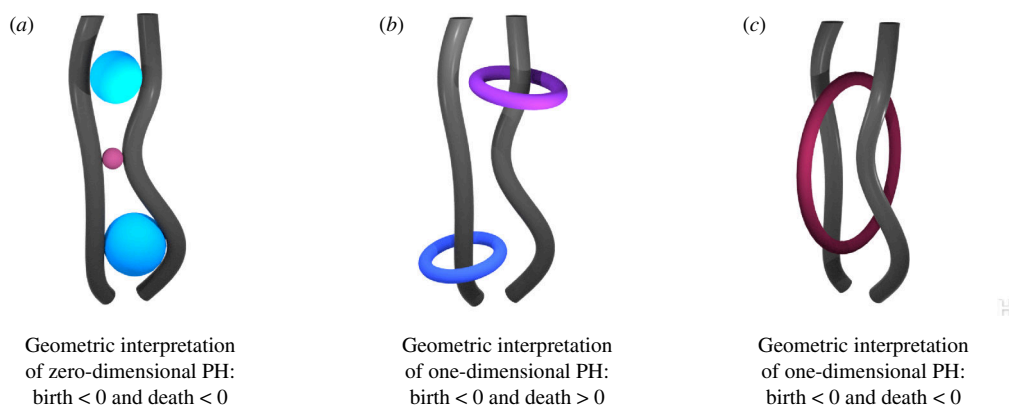 (a)
(b)
(c)
Geometric interpretation
of zero-dimensional PH:
birth < 0 and death < 0
Geometric interpretation
of one-dimensional PH:
birth < 0 and death > 0
Geometric interpretation
of one-dimensional PH:
birth < 0 and death < 0